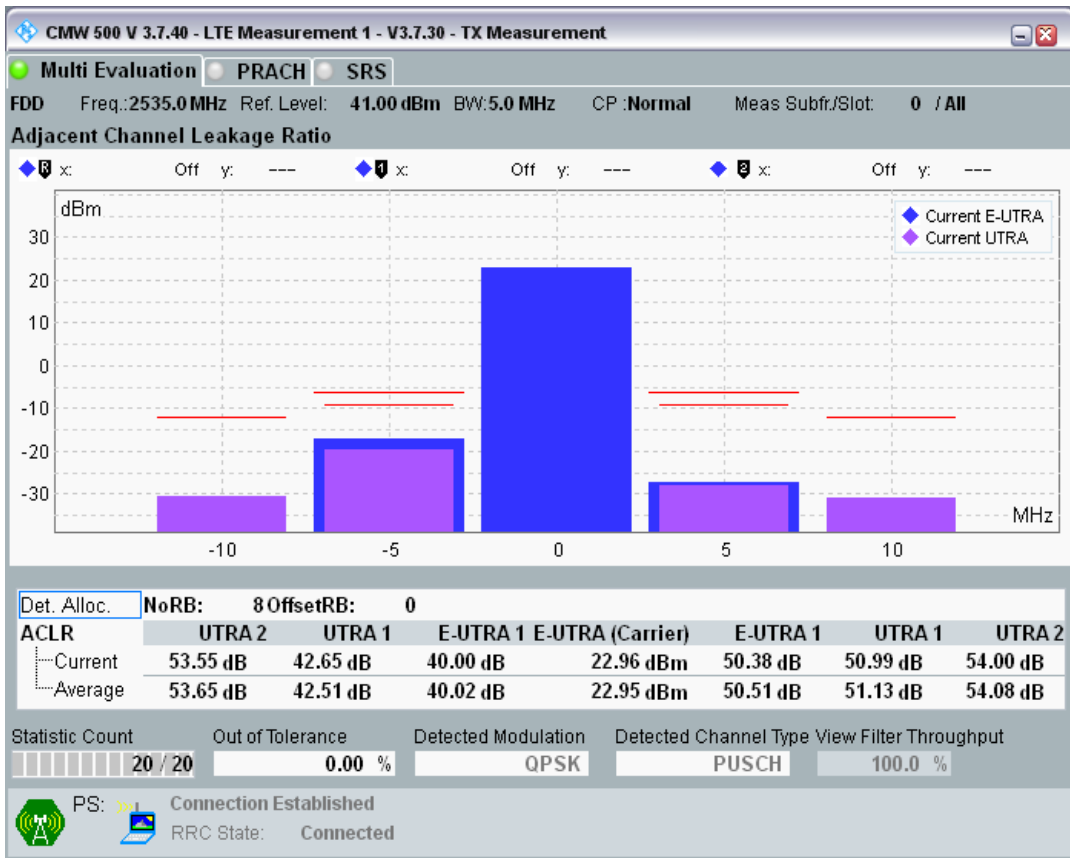 CMW 500 V 3.7.40 - LTE Measurement 1 - V3.7.30 - TX Measurement
Multi Evaluation PRACH SRS
FDD Freq.:2535.0 MHz Ref. Level: 41.00 dBm BW:5.0 MHz CP :Normal Meas Subfr./Slot: 0 / All
Adjacent Channel Leakage Ratio
R x: Off y: --- 1 x: Off y: --- 2 x: Off y: ---
dBm
Current E-UTRA
Current UTRA
30
20
10
0
-10
-20
-30
MHz
-10 -5 0 5 10
Det. Alloc. NoRB: 8 OffsetRB: 0
ACLR UTRA 2 UTRA 1 E-UTRA 1 E-UTRA (Carrier) E-UTRA 1 UTRA 1 UTRA 2
Current 53.55 dB 42.65 dB 40.00 dB 22.96 dBm 50.38 dB 50.99 dB 54.00 dB
Average 53.65 dB 42.51 dB 40.02 dB 22.95 dBm 50.51 dB 51.13 dB 54.08 dB
Statistic Count Out of Tolerance Detected Modulation Detected Channel Type View Filter Throughput
20 / 20 0.00 % QPSK PUSCH 100.0 %
PS: Connection Established
RRC State: Connected